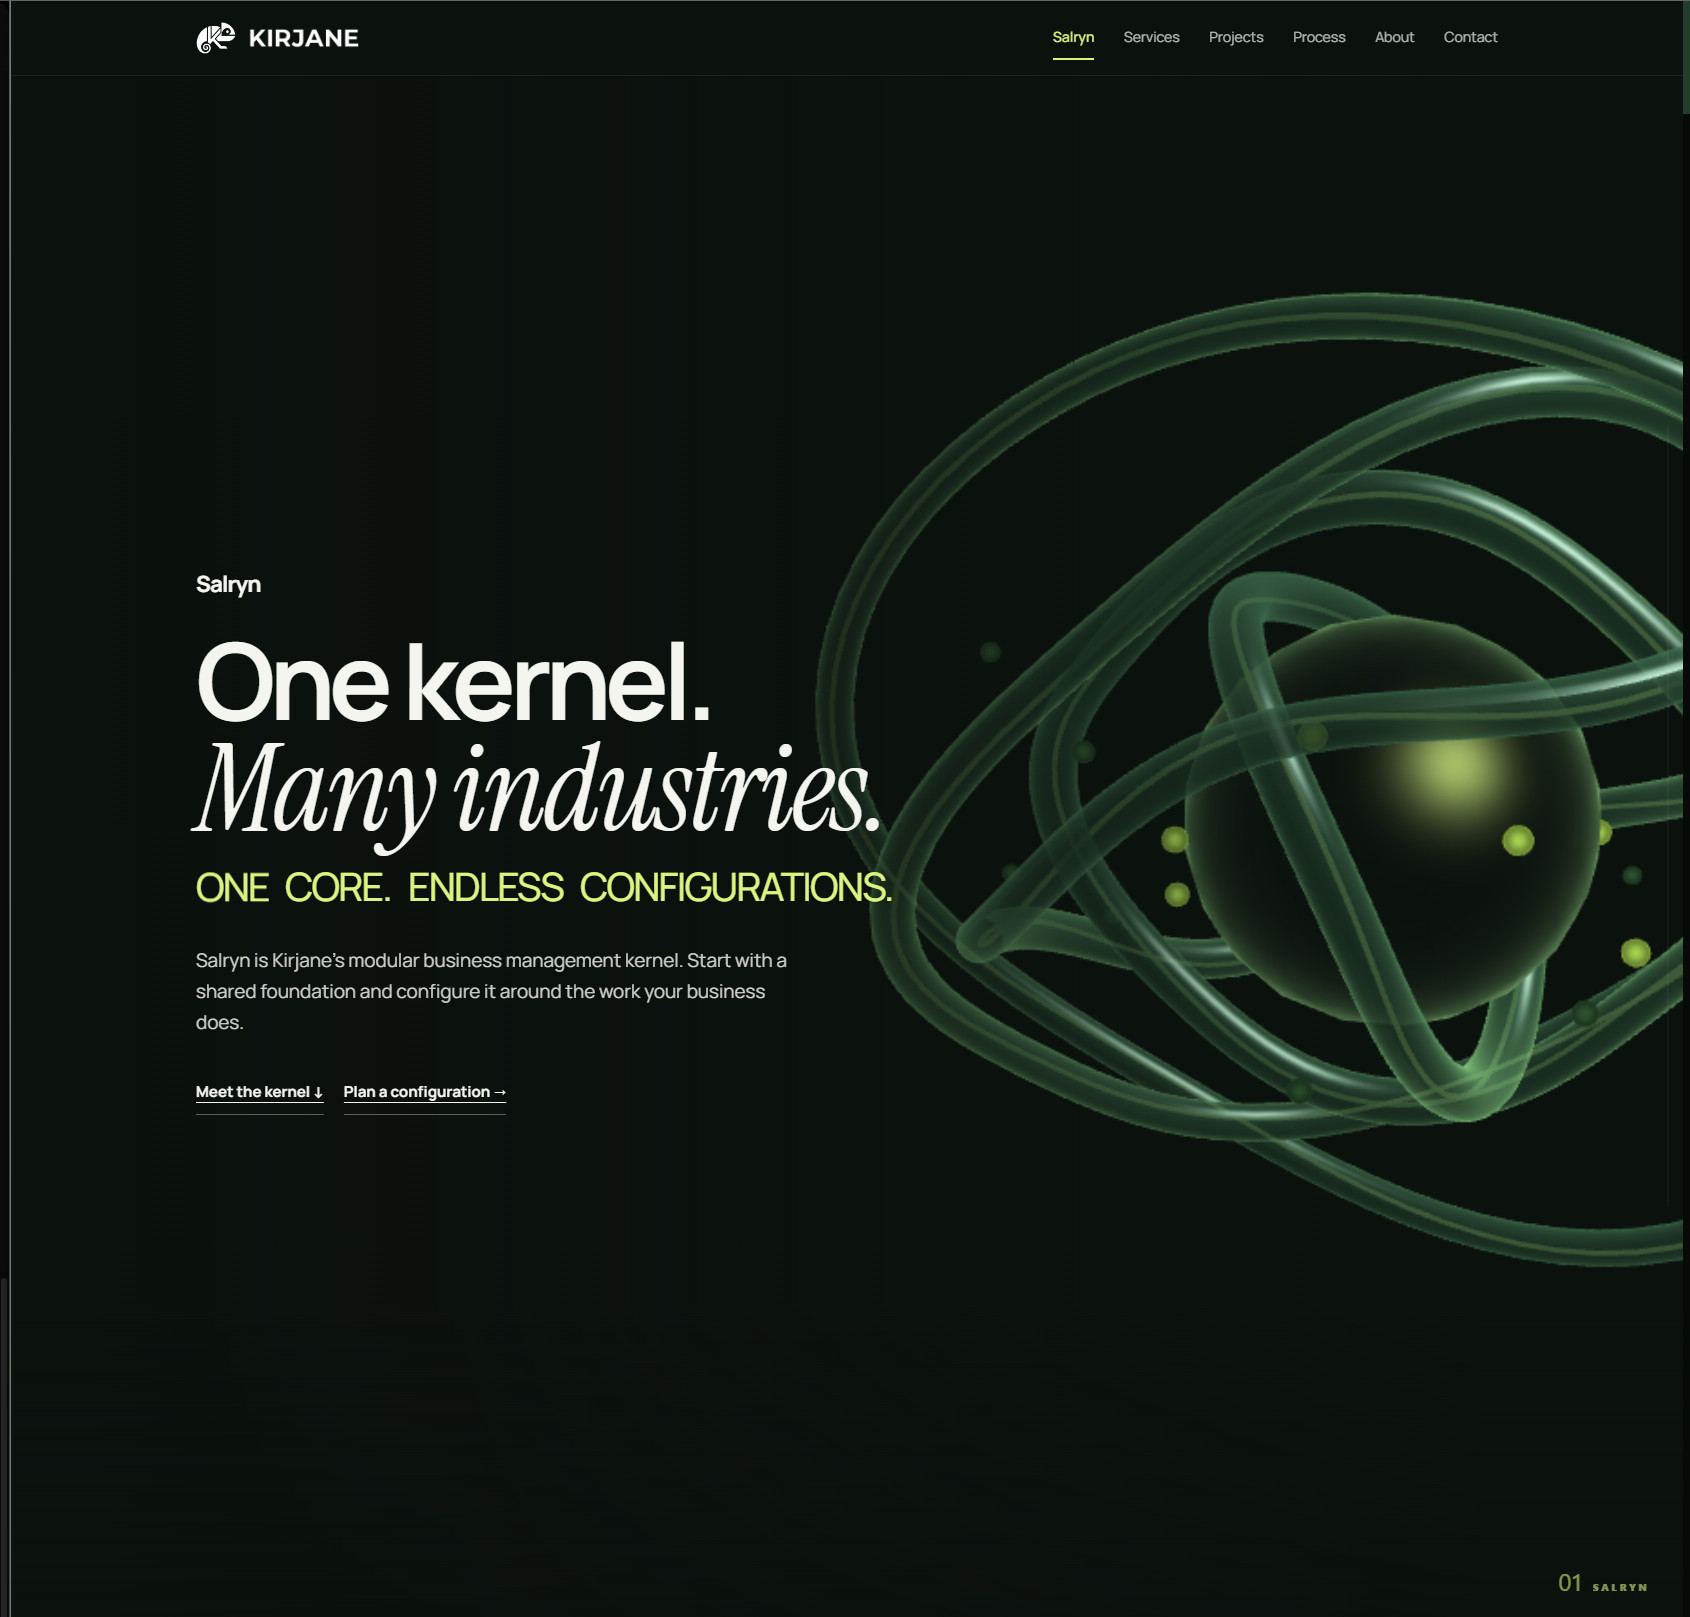 KIRJANE
Salryn Services Projects Process About Contact
Salryn
One kernel.
Many industries.
ONE CORE. ENDLESS CONFIGURATIONS.
Salryn is Kirjane’s modular business management kernel. Start with a
shared foundation and configure it around the work your business
does.
Meet the kernel ↓ Plan a configuration →
01 SALRYN